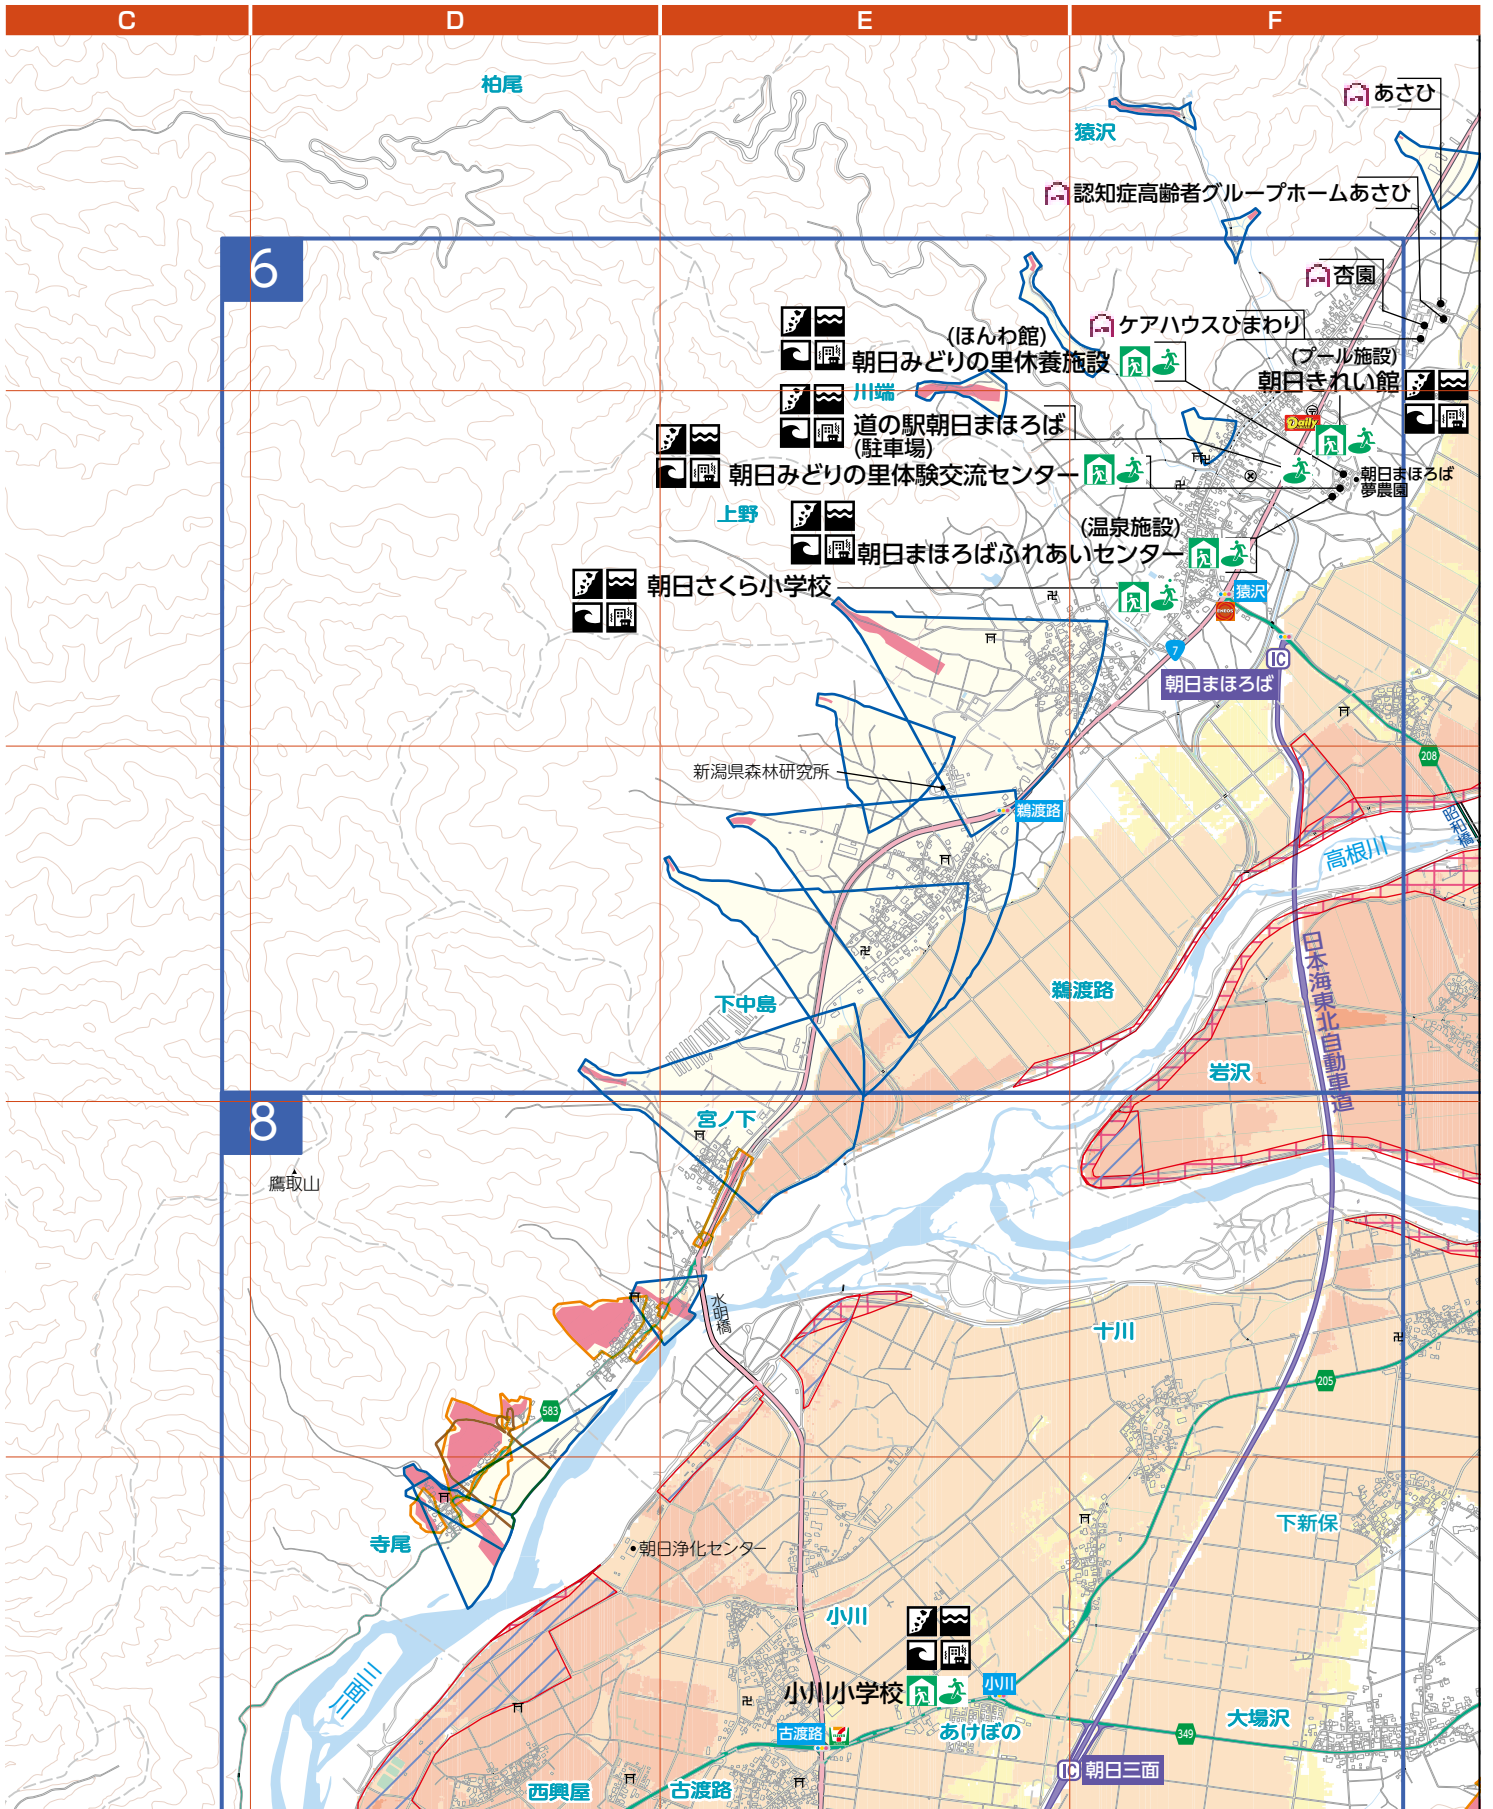 C
D
E
F
柏尾
猿沢
あさひ
認知症高齢者グループホームあさひ
6
杏園
ケアハウスひまわり
(ほんわ館)
朝日みどりの里休養施設
(プール施設)
朝日きれい館
川端
道の駅朝日まほろば
(駐車場)
Daily
朝日みどりの里体験交流センター
朝日まほろば
夢農園
上野
(温泉施設)
朝日まほろばふれあいセンター
朝日さくら小学校
猿沢
ENEOS
7
IC
朝日まほろば
208
新潟県森林研究所
鵜渡路
昭和橋
高根川
日本海東北自動車道
鵜渡路
下中島
岩沢
8
宮ノ下
鷹取山
水明橋
十川
205
583
下新保
寺尾
朝日浄化センター
小川
三面川
小川小学校
小川
あけぼの
大場沢
古渡路
349
IC
朝日三面
西興屋
古渡路